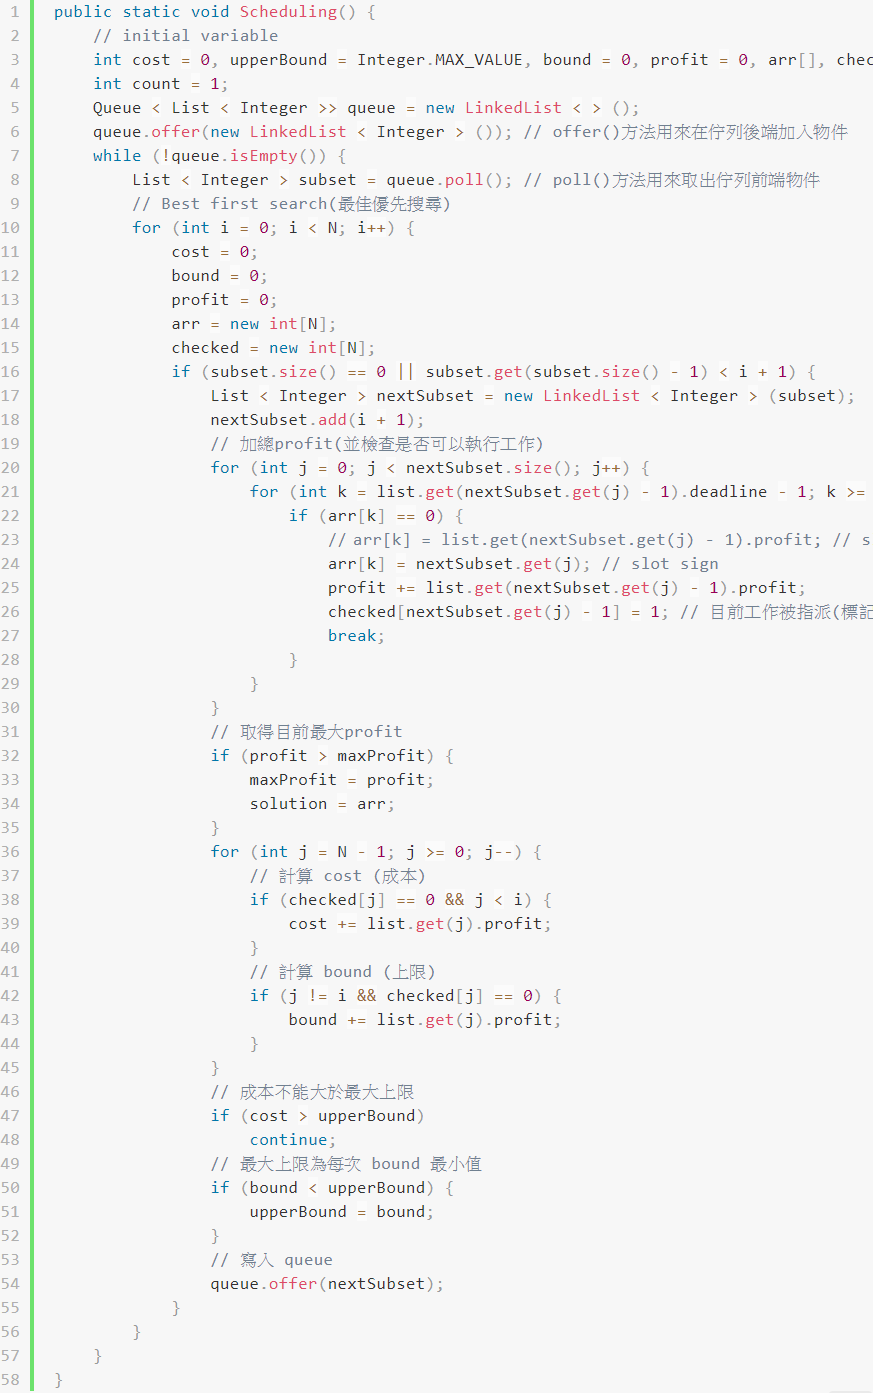 1 public static void Scheduling() {
2 // initial variable
3 int cost = 0, upperBound = Integer.MAX_VALUE, bound = 0, profit = 0, arr[], chec
4 int count = 1;
5 Queue < List < Integer >> queue = new LinkedList < > ();
6 queue.offer(new LinkedList < Integer > ()); // offer()方法用來在佇列後端加入物件
7 while (!queue.isEmpty()) {
8 List < Integer > subset = queue.poll(); // poll()方法用來取出佇列前端物件
9 // Best first search(最佳優先搜尋)
10 for (int i = 0; i < N; i++) {
11 cost = 0;
12 bound = 0;
13 profit = 0;
14 arr = new int[N];
15 checked = new int[N];
16 if (subset.size() == 0 || subset.get(subset.size() - 1) < i + 1) {
17 List < Integer > nextSubset = new LinkedList < Integer > (subset);
18 nextSubset.add(i + 1);
19 // 加總profit(並檢查是否可以執行工作)
20 for (int j = 0; j < nextSubset.size(); j++) {
21 for (int k = list.get(nextSubset.get(j) - 1).deadline - 1; k >=
22 if (arr[k] == 0) {
23 // arr[k] = list.get(nextSubset.get(j) - 1).profit; // s
24 arr[k] = nextSubset.get(j); // slot sign
25 profit += list.get(nextSubset.get(j) - 1).profit;
26 checked[nextSubset.get(j) - 1] = 1; // 目前工作被指派(標記
27 break;
28 }
29 }
30 }
31 // 取得目前最大profit
32 if (profit > maxProfit) {
33 maxProfit = profit;
34 solution = arr;
35 }
36 for (int j = N - 1; j >= 0; j--) {
37 // 計算 cost (成本)
38 if (checked[j] == 0 && j < i) {
39 cost += list.get(j).profit;
40 }
41 // 計算 bound (上限)
42 if (j != i && checked[j] == 0) {
43 bound += list.get(j).profit;
44 }
45 }
46 // 成本不能大於最大上限
47 if (cost > upperBound)
48 continue;
49 // 最大上限為每次 bound 最小值
50 if (bound < upperBound) {
51 upperBound = bound;
52 }
53 // 寫入 queue
54 queue.offer(nextSubset);
55 }
56 }
57 }
58 }